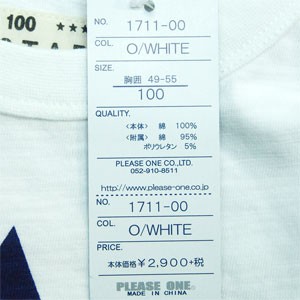 100 ★★★★
STAR
NO. 1711-00
COL. O/WHITE
SIZE.
胸囲 49-55
100
QUALITY.
<本体> 綿 100%
<附属> 綿 95%
ポリウレタン 5%
PLEASE ONE CO.,LTD.
052-910-8511
http://www.please-one.co.jp
NO. 1711-00
COL. O/WHITE
PRICE.
本体価格¥2,900+税
PLEASE ONE.
MADE IN CHINA